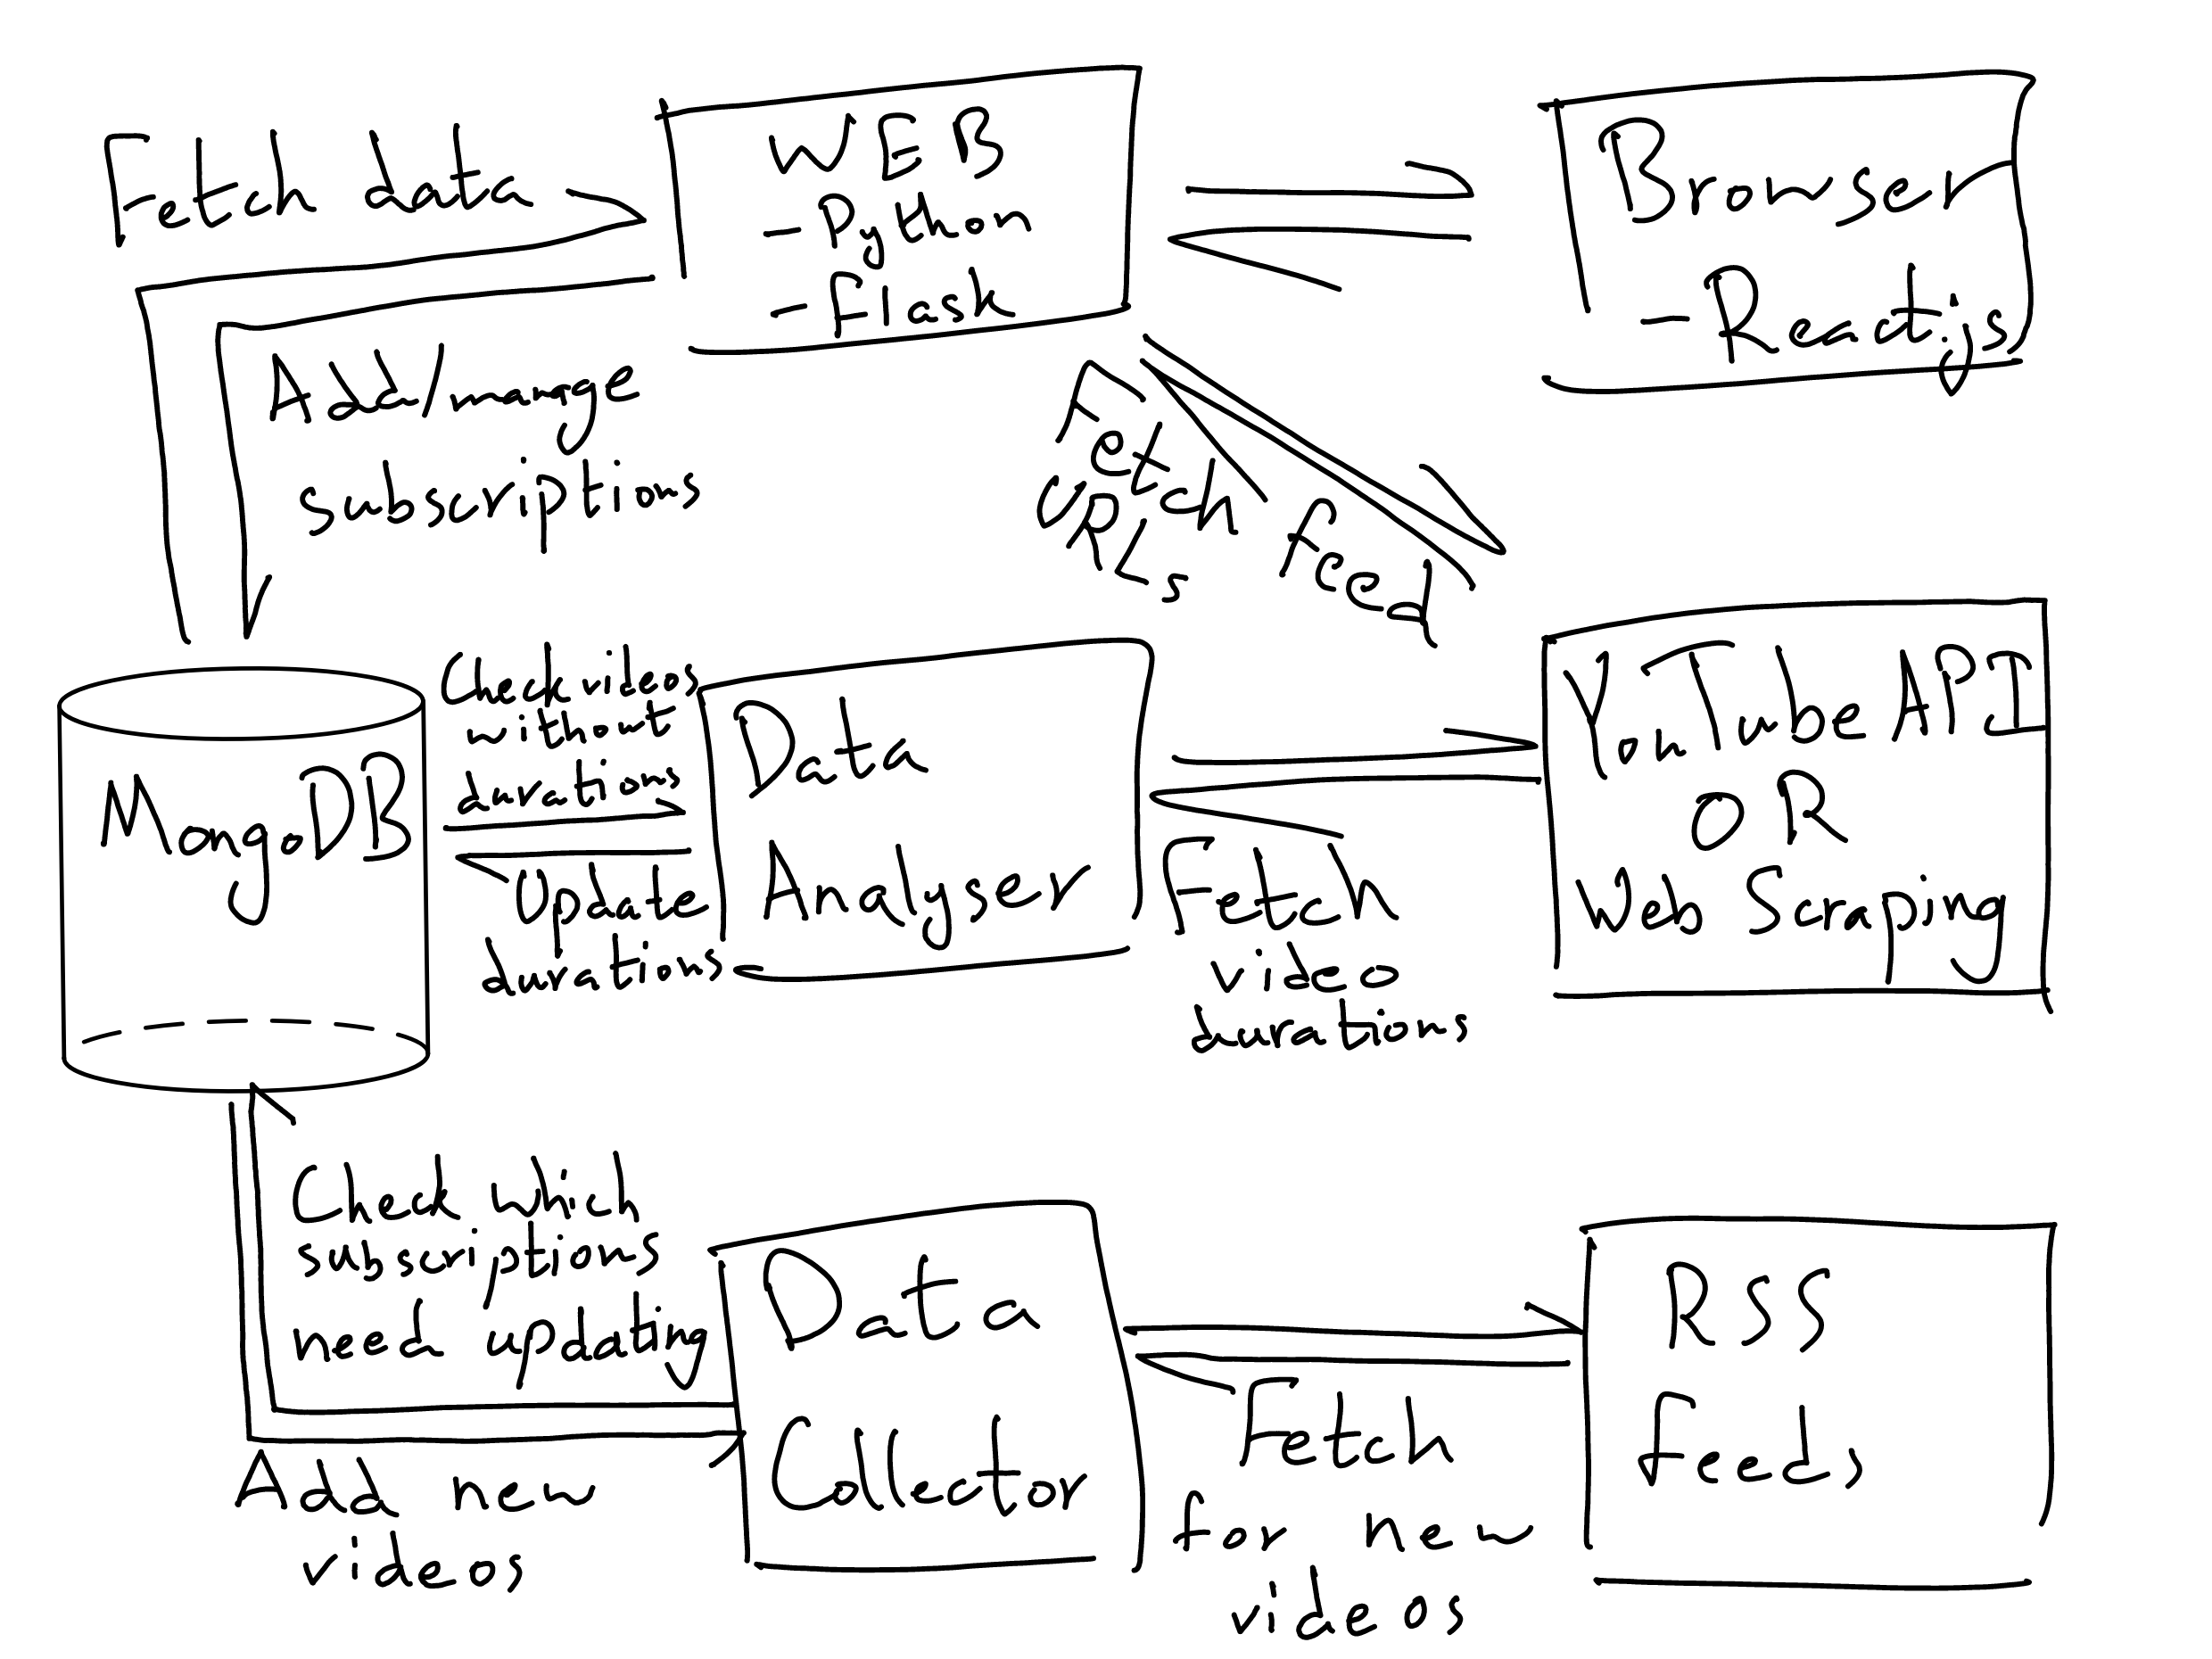 Fetch data
WEB
- Python
- Flask
Browser
- React.js
Add/mange
subscriptions
Fetch feed
URLs
MongoDB
Check videos
without
durations
Update
durations
Data
Analyser
Fetch
video
durations
YouTube API
OR
Web Scraping
Check which
subscriptions
need updating
Add new
videos
Data
Collector
Fetch
for new
videos
RSS
Feeds